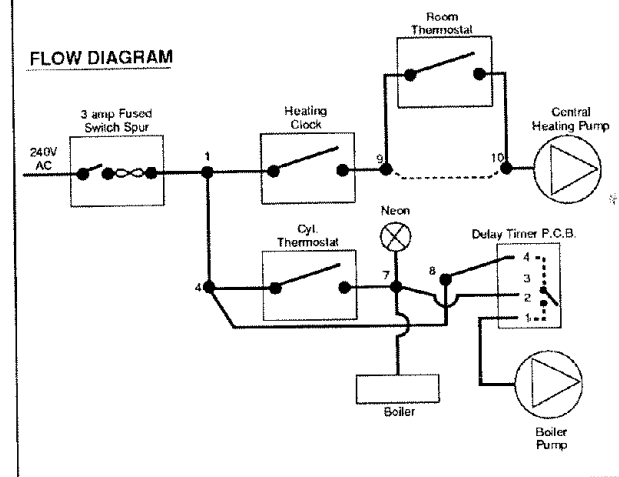 FLOW DIAGRAM
Room
Thermostat
3 amp Fused
Switch Spur
Heating
Clock
Central
Heating Pump
240V
AC
1
9
10
Cyl.
Thermostat
Neon
Delay Timer P.C.B.
4
7
8
4
3
2
1
Boiler
Boiler
Pump